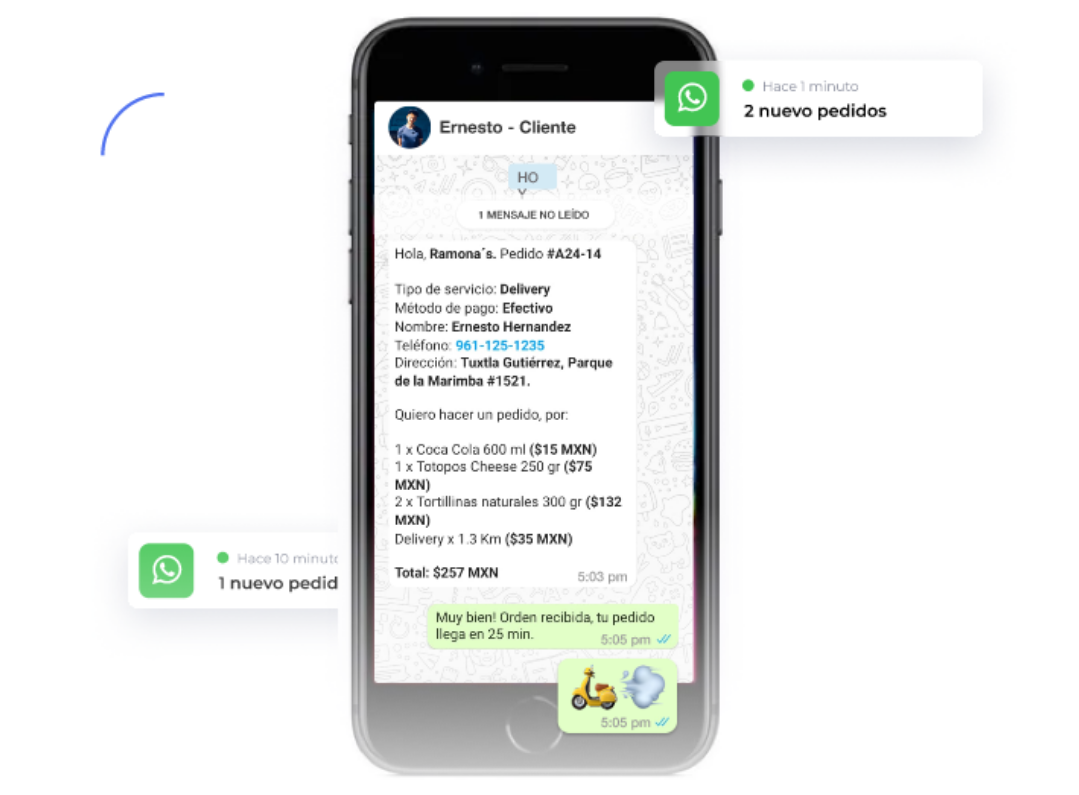 Hace 1 minuto
2 nuevo pedidos
Ernesto - Cliente
HO
Y
1 MENSAJE NO LEÍDO
Hola, Ramona´s. Pedido #A24-14
Tipo de servicio: Delivery
Método de pago: Efectivo
Nombre: Ernesto Hernandez
Teléfono: 961-125-1235
Dirección: Tuxtla Gutiérrez, Parque
de la Marimba #1521.
Quiero hacer un pedido, por:
1 x Coca Cola 600 ml ($15 MXN)
1 x Totopos Cheese 250 gr ($75
MXN)
2 x Tortillinas naturales 300 gr ($132
MXN)
Delivery x 1.3 Km ($35 MXN)
Total: $257 MXN
5:03 pm
Hace 10 minuto
1 nuevo pedid
Muy bien! Orden recibida, tu pedido
llega en 25 min.
5:05 pm
5:05 pm